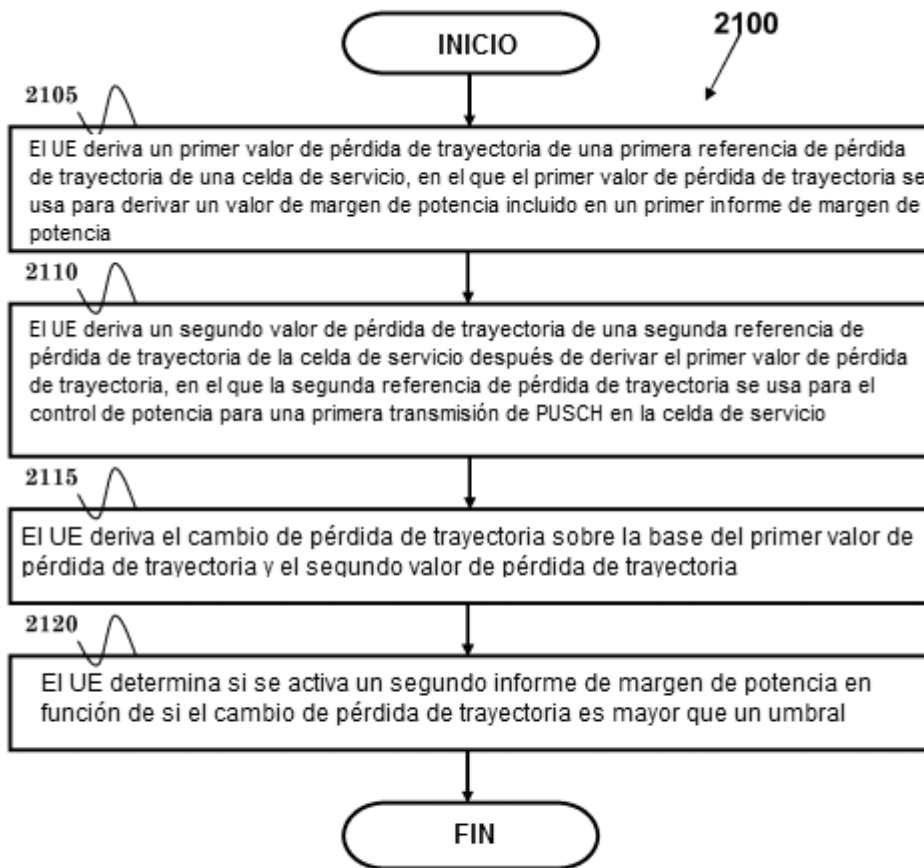 2100
INICIO
2105
El UE deriva un primer valor de pérdida de trayectoria de una primera referencia de pérdida
de trayectoria de una celda de servicio, en el que el primer valor de pérdida de trayectoria se
usa para derivar un valor de margen de potencia incluido en un primer informe de margen de
potencia
2110
El UE deriva un segundo valor de pérdida de trayectoria de una segunda referencia de
pérdida de trayectoria de la celda de servicio después de derivar el primer valor de pérdida
de trayectoria, en el que la segunda referencia de pérdida de trayectoria se usa para el
control de potencia para una primera transmisión de PUSCH en la celda de servicio
2115
El UE deriva el cambio de pérdida de trayectoria sobre la base del primer valor de
pérdida de trayectoria y el segundo valor de pérdida de trayectoria
2120
El UE determina si se activa un segundo informe de margen de potencia en
función de si el cambio de pérdida de trayectoria es mayor que un umbral
FIN